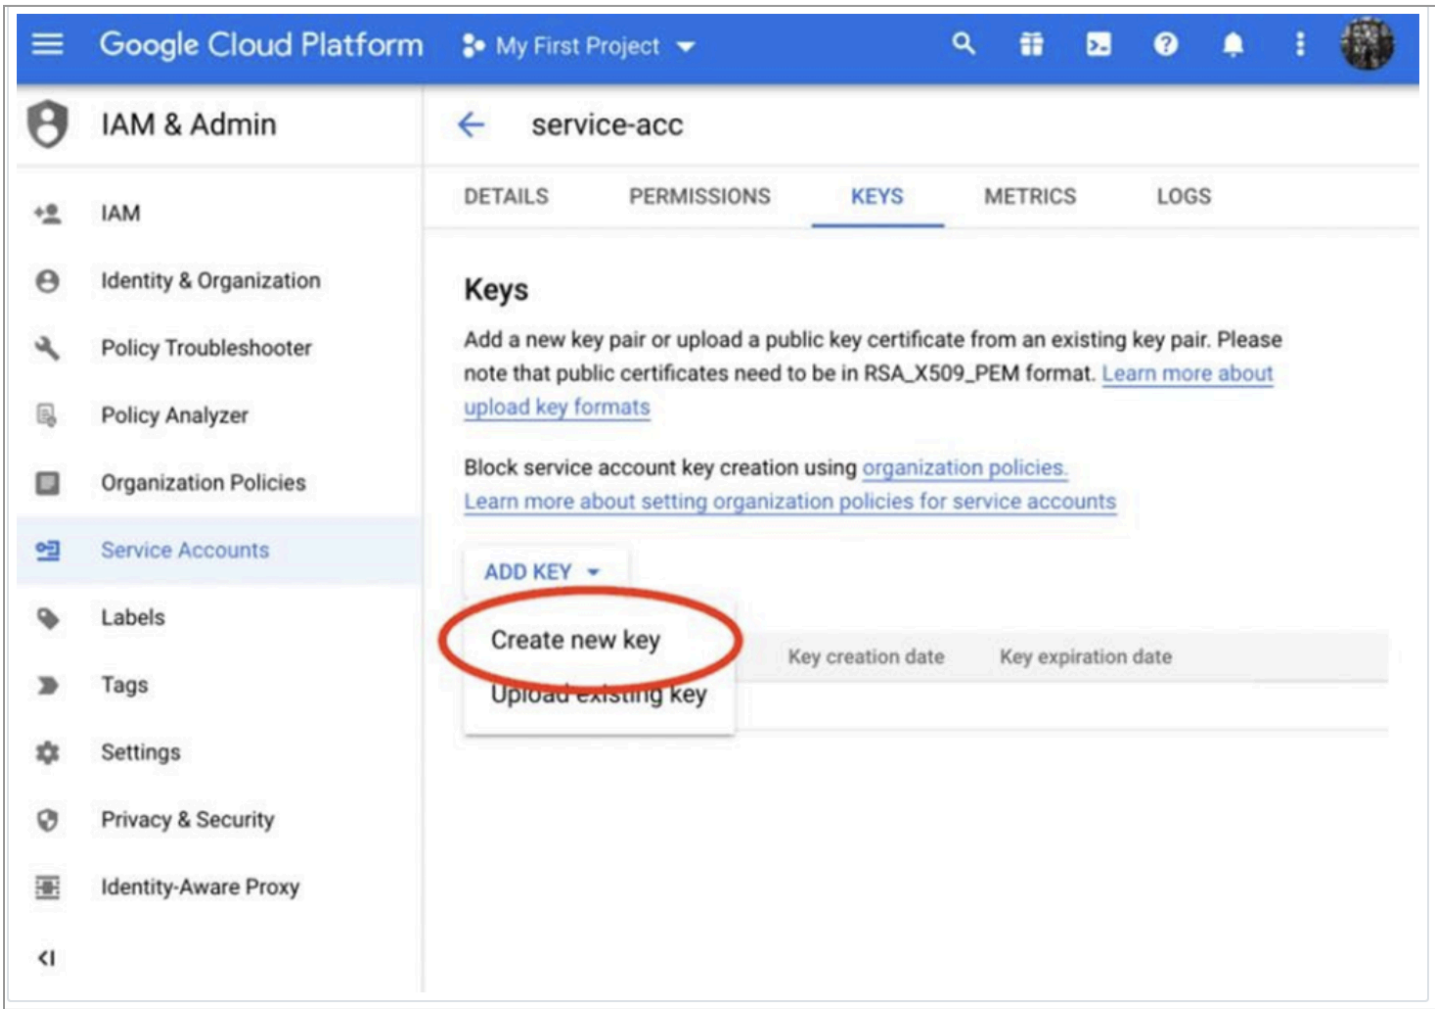 Google Cloud Platform
My First Project
IAM & Admin
service-acc
IAM
Identity & Organization
Policy Troubleshooter
Policy Analyzer
Organization Policies
Service Accounts
Labels
Tags
Settings
Privacy & Security
Identity-Aware Proxy
DETAILS PERMISSIONS KEYS METRICS LOGS
Keys
Add a new key pair or upload a public key certificate from an existing key pair. Please
note that public certificates need to be in RSA_X509_PEM format. Learn more about
upload key formats
Block service account key creation using organization policies.
Learn more about setting organization policies for service accounts
ADD KEY
Create new key
Upload existing key
Key creation date Key expiration date